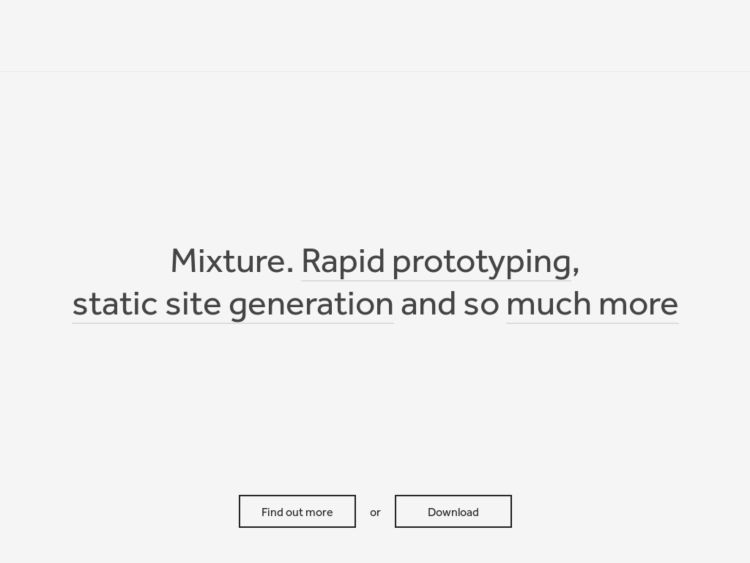 Mixture. Rapid prototyping,
static site generation and so much more
Find out more or Download